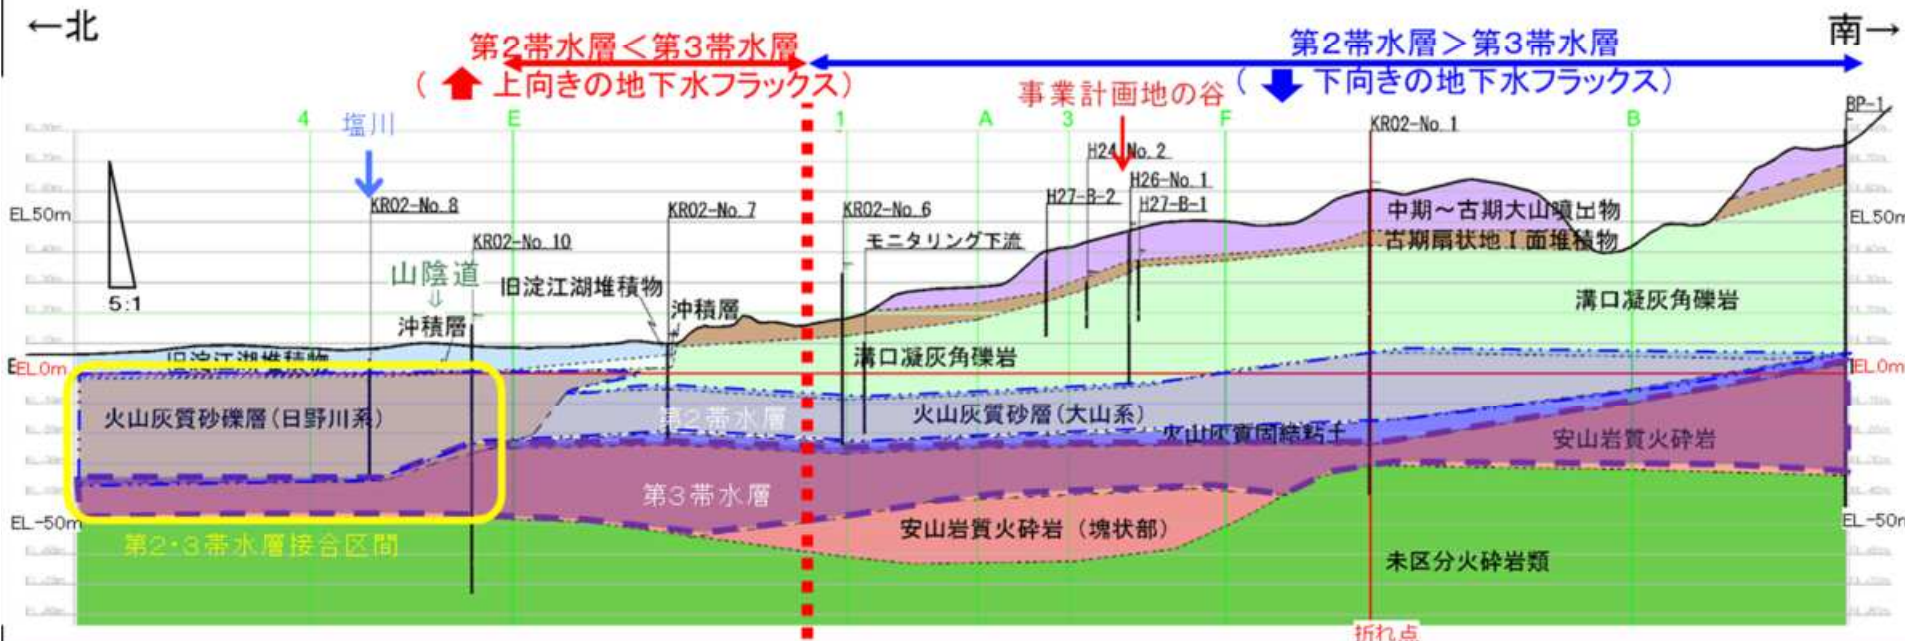 ←北
南→
第2帯水層＜第3帯水層
（⬆上向きの地下水フラックス）
第2帯水層＞第3帯水層
（⬇下向きの地下水フラックス）
事業計画地の谷
BP-1
4
塩川
E
1
A
3
F
KR02-No.1
B
H24-No.2
H26-No.1
H27-B-2
H27-B-1
KR02-No.8
KR02-No.7
KR02-No.6
EL50m
EL50m
中期～古期大山噴出物
KR02-No.10
モニタリング下流
古期扇状地Ⅰ面堆積物
山陰道
⇩
旧淀江湖堆積物
5:1
沖積層
沖積層
溝口凝灰角礫岩
旧淀江湖堆積物
溝口凝灰角礫岩
EL0m
EL0m
火山灰質砂礫層(日野川系)
第2帯水層
火山灰質砂層(大山系)
火山灰質固結粘土
安山岩質火砕岩
第3帯水層
EL-50m
EL-50m
安山岩質火砕岩（塊状部）
第2・3帯水層接合区間
未区分火砕岩類
折れ点